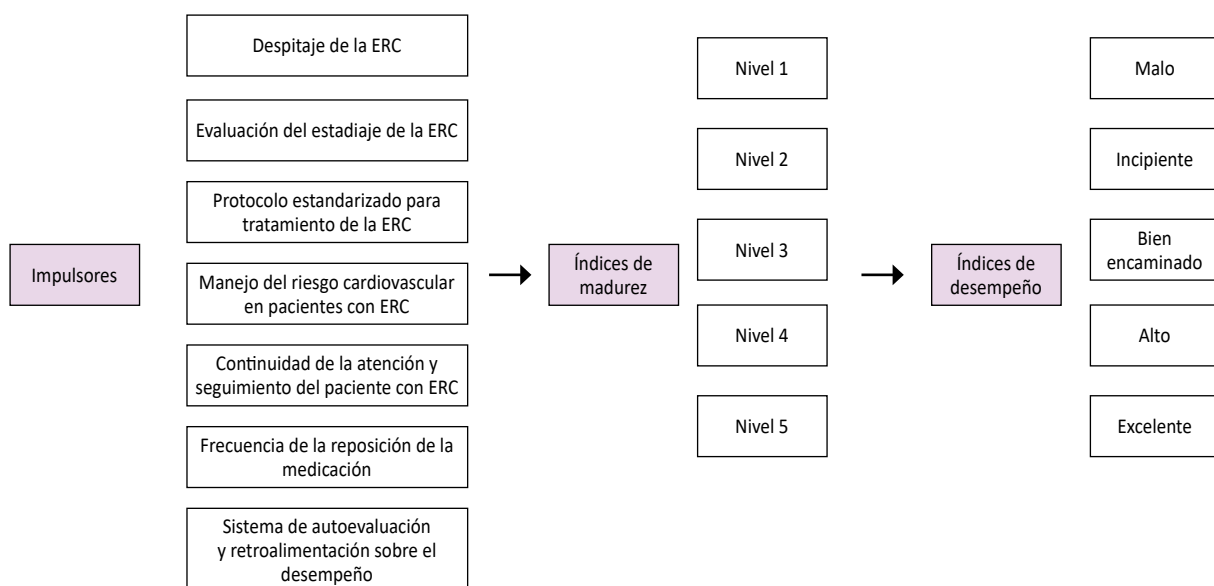 Impulsores
Despitaje de la ERC
Evaluación del estadiaje de la ERC
Protocolo estandarizado para
tratamiento de la ERC
Manejo del riesgo cardiovascular
en pacientes con ERC
Continuidad de la atención y
seguimiento del paciente con ERC
Frecuencia de la reposición de la
medicación
Sistema de autoevaluación
y retroalimentación sobre el
desempeño
Índices de
madurez
Nivel 1
Nivel 2
Nivel 3
Nivel 4
Nivel 5
Índices de
desempeño
Malo
Incipiente
Bien
encaminado
Alto
Excelente